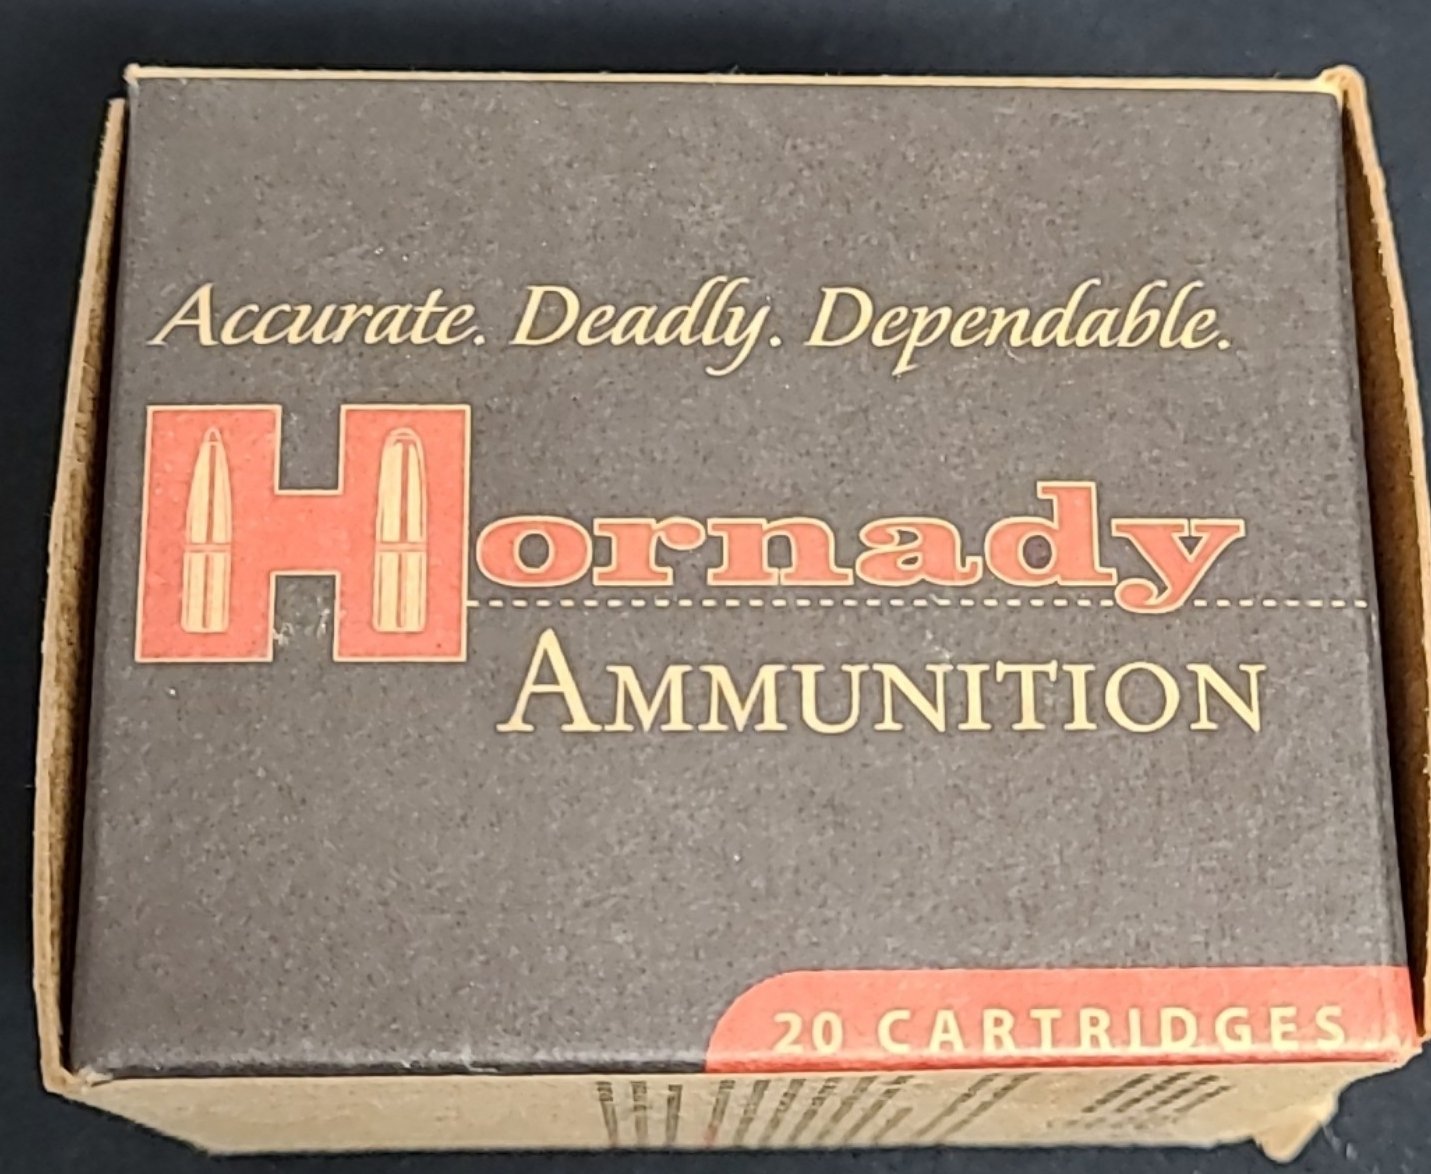 Accurate. Deadly. Dependable.
Hornady
AMMUNITION
20 CARTRIDGES